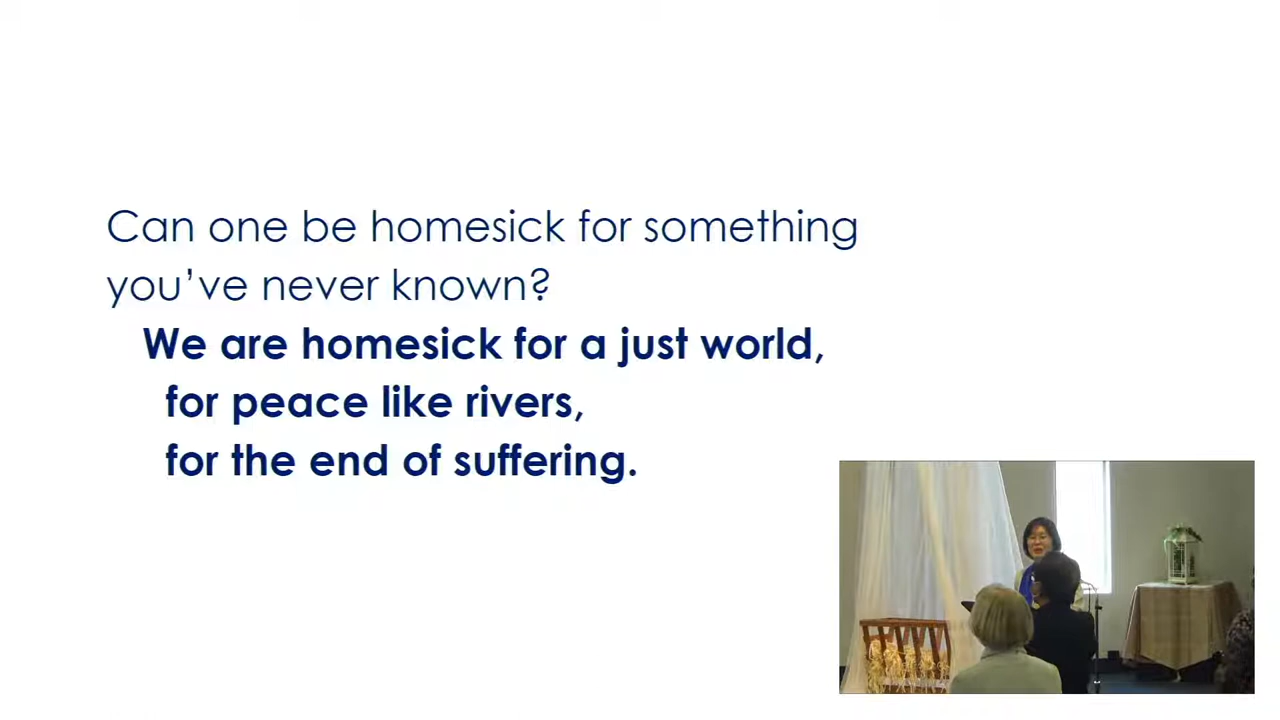 Can one be homesick for something
you’ve never known?
We are homesick for a just world,
for peace like rivers,
for the end of suffering.